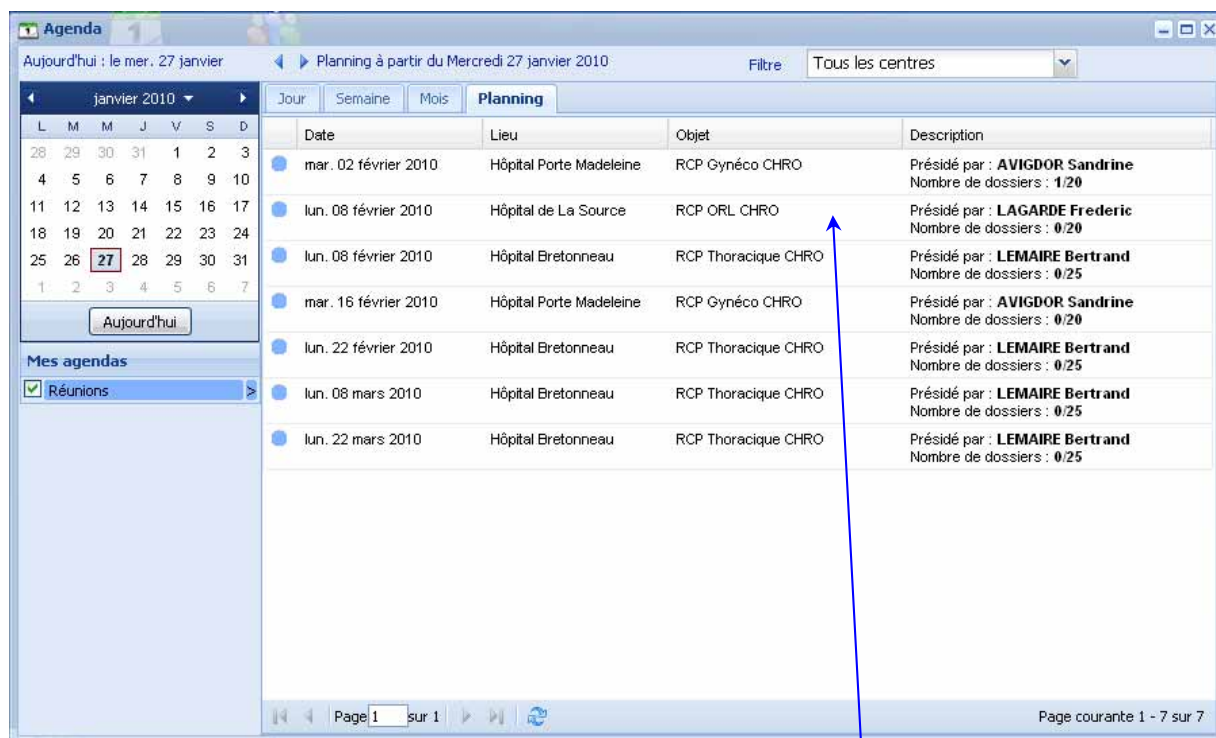 Agenda
Aujourd'hui : le mer. 27 janvier
Planning à partir du Mercredi 27 janvier 2010
Filtre
Tous les centres
janvier 2010
L M M J V S D
28 29 30 31 1 2 3
4 5 6 7 8 9 10
11 12 13 14 15 16 17
18 19 20 21 22 23 24
25 26 27 28 29 30 31
1 2 3 4 5 6 7
Aujourd'hui
Mes agendas
Réunions >
Jour Semaine Mois Planning
Date Lieu Objet Description
mar. 02 février 2010 Hôpital Porte Madeleine RCP Gynéco CHRO Présidé par : AVIGDOR Sandrine
Nombre de dossiers : 1/20
lun. 08 février 2010 Hôpital de La Source RCP ORL CHRO Présidé par : LAGARDE Frederic
Nombre de dossiers : 0/20
lun. 08 février 2010 Hôpital Bretonneau RCP Thoracique CHRO Présidé par : LEMAIRE Bertrand
Nombre de dossiers : 0/25
mar. 16 février 2010 Hôpital Porte Madeleine RCP Gynéco CHRO Présidé par : AVIGDOR Sandrine
Nombre de dossiers : 0/20
lun. 22 février 2010 Hôpital Bretonneau RCP Thoracique CHRO Présidé par : LEMAIRE Bertrand
Nombre de dossiers : 0/25
lun. 08 mars 2010 Hôpital Bretonneau RCP Thoracique CHRO Présidé par : LEMAIRE Bertrand
Nombre de dossiers : 0/25
lun. 22 mars 2010 Hôpital Bretonneau RCP Thoracique CHRO Présidé par : LEMAIRE Bertrand
Nombre de dossiers : 0/25
Page 1 sur 1
Page courante 1 - 7 sur 7